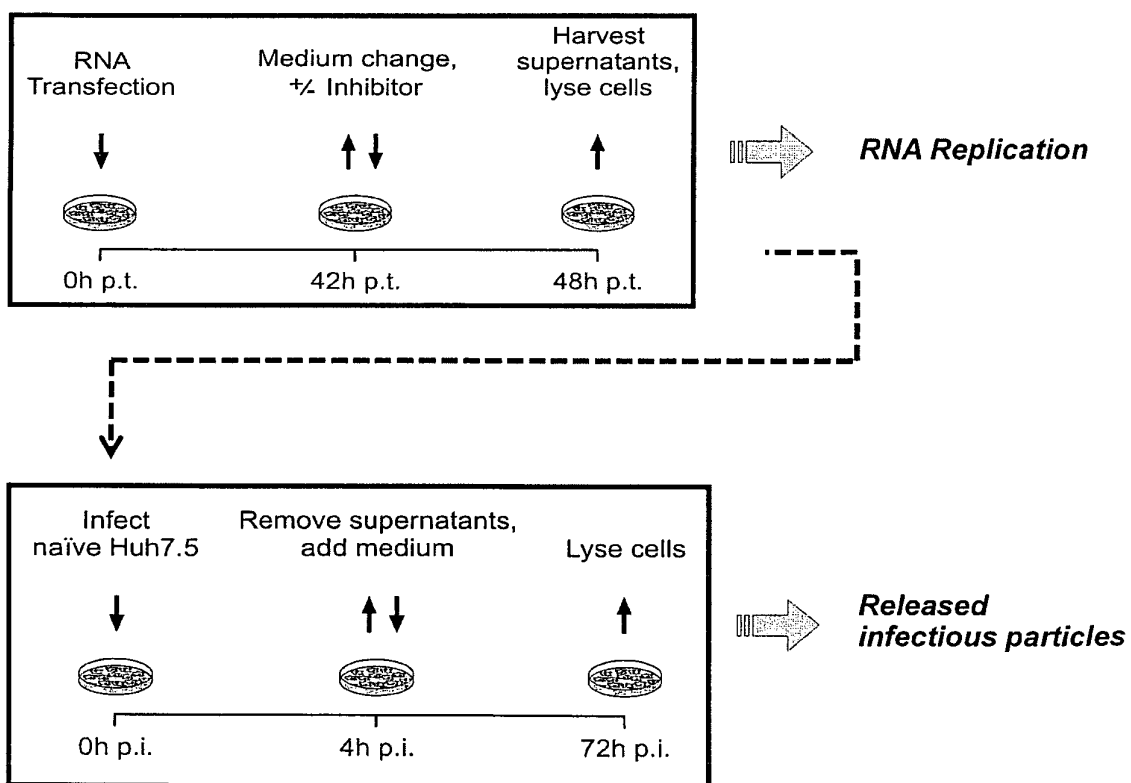 RNA
Transfection
Medium change,
+/- Inhibitor
Harvest
supernatants,
lyse cells
RNA Replication
0h p.t.
42h p.t.
48h p.t.
Infect
naïve Huh7.5
Remove supernatants,
add medium
Lyse cells
Released
infectious particles
0h p.i.
4h p.i.
72h p.i.